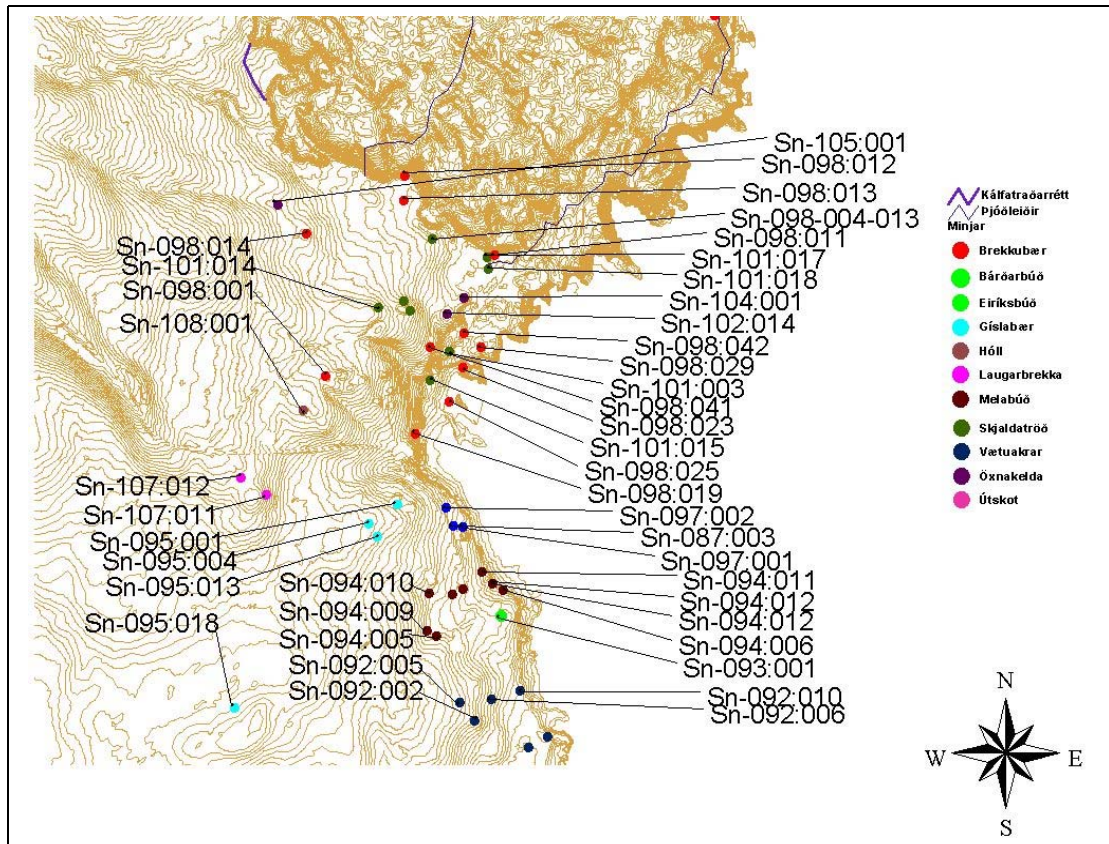 Sn-105:001
Sn-098:012
Sn-098:013
Sn-098-004-013
Sn-098:011
Sn-101:017
Sn-101:018
Sn-104:001
Sn-102:014
Sn-098:042
Sn-098:029
Sn-101:003
Sn-098:041
Sn-098:023
Sn-101:015
Sn-098:025
Sn-098:019
Sn-097:002
Sn-087:003
Sn-097:001
Sn-094:011
Sn-094:012
Sn-094:012
Sn-094:006
Sn-093:001
Sn-092:010
Sn-092:006
Sn-098:014
Sn-101:014
Sn-098:001
Sn-108:001
Sn-107:012
Sn-107:011
Sn-095:001
Sn-095:004
Sn-095:013
Sn-095:018
Sn-094:010
Sn-094:009
Sn-094:005
Sn-092:005
Sn-092:002
Kálfatraðarrétt
Þjóðleiðir
Minjar
Brekkubær
Bárðarbúð
Eiríksbúð
Gíslabær
Hóll
Laugarbrekka
Melabúð
Skjaldatröð
Vætuakrar
Öxnakelda
Útskot
N
W E
S